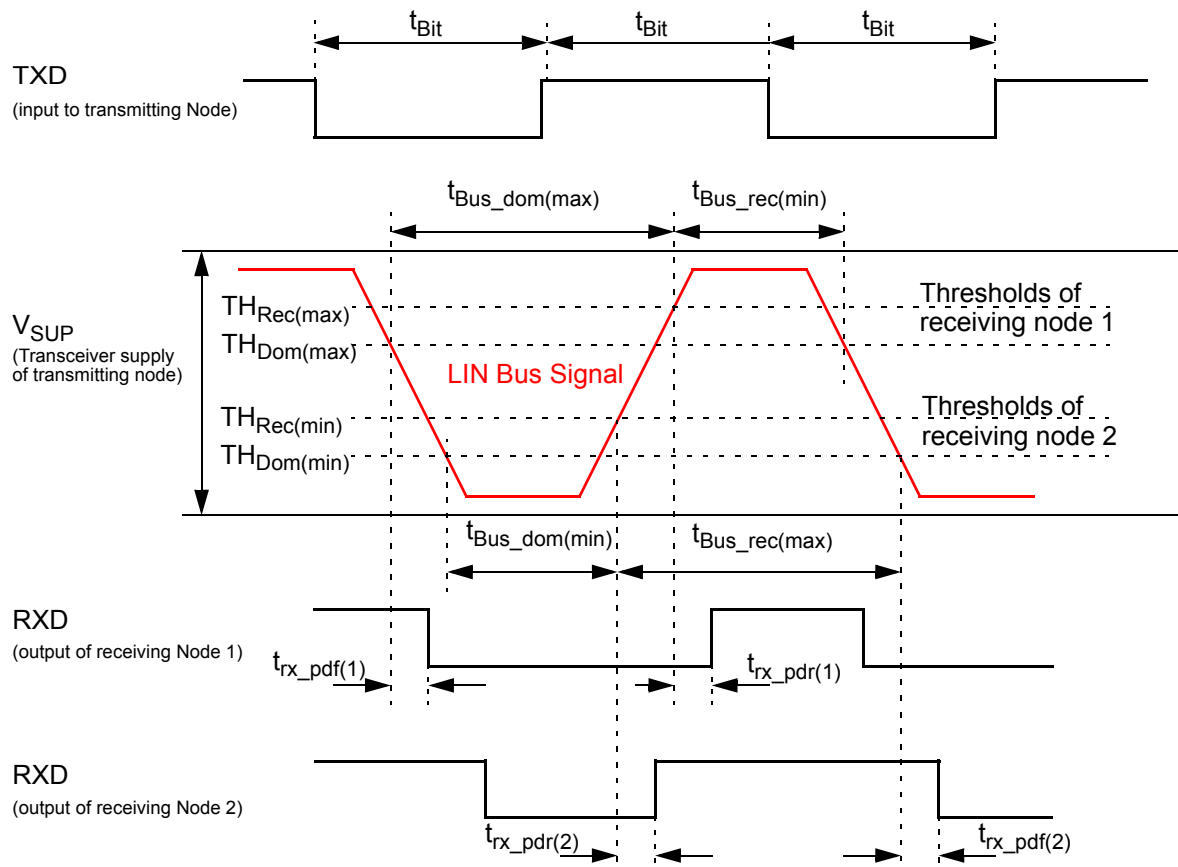 tBit tBit tBit
TXD
(input to transmitting Node)
tBus_dom(max) tBus_rec(min)
THRec(max)
Thresholds of
receiving node 1
VSUP
(Transceiver supply
of transmitting node)
THDom(max)
LIN Bus Signal
THRec(min)
Thresholds of
receiving node 2
THDom(min)
tBus_dom(min) tBus_rec(max)
RXD
(output of receiving Node 1)
trx_pdf(1) trx_pdr(1)
RXD
(output of receiving Node 2)
trx_pdr(2) trx_pdf(2)